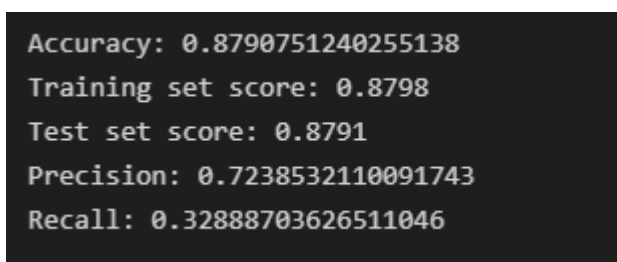 Accuracy: 0.8790751240255138
Training set score: 0.8798
Test set score: 0.8791
Precision: 0.7238532110091743
Recall: 0.32888703626511046